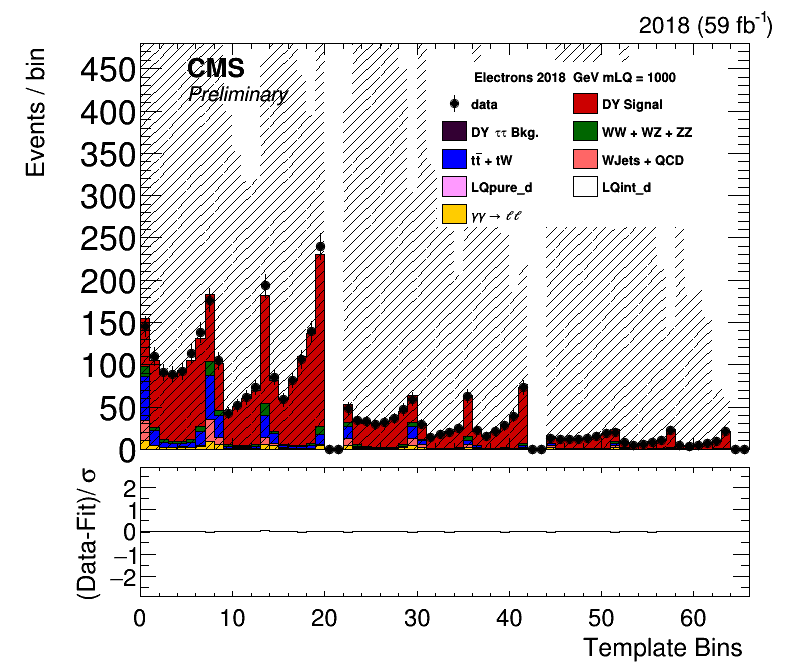 2018 (59 fb⁻¹)
Events / bin
CMS
Preliminary
Electrons 2018 GeV mLQ = 1000
data
DY Signal
DY ττ Bkg.
WW + WZ + ZZ
tt̄ + tW
WJets + QCD
LQpure_d
LQint_d
γγ → ℓℓ
450
400
350
300
250
200
150
100
50
0
(Data-Fit)/ σ
2
1
0
−1
−2
0 10 20 30 40 50 60
Template Bins